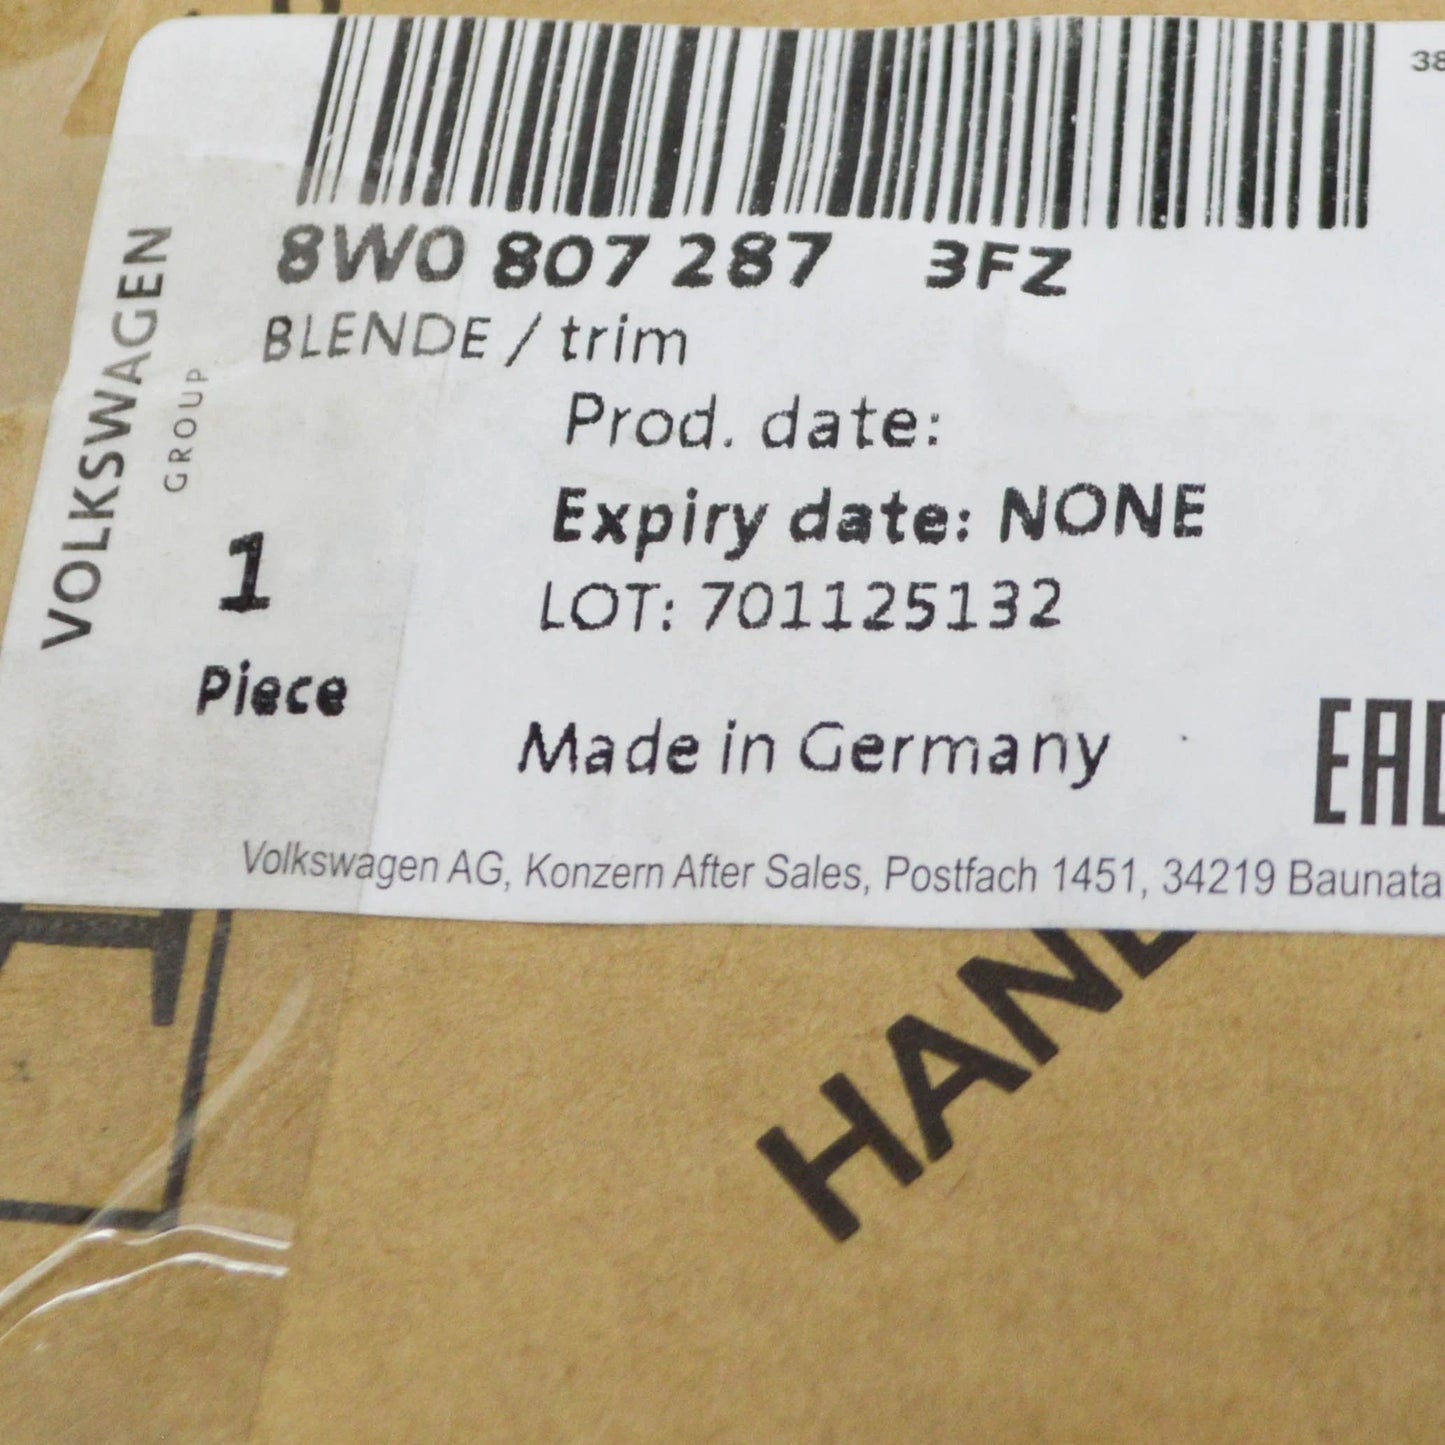 38
8W0 807 287 3FZ
BLENDE / trim
Prod. date:
Expiry date: NONE
LOT: 701125132
VOLKSWAGEN
GROUP
1
Piece
Made in Germany
EAC
Volkswagen AG, Konzern After Sales, Postfach 1451, 34219 Baunata
HAND